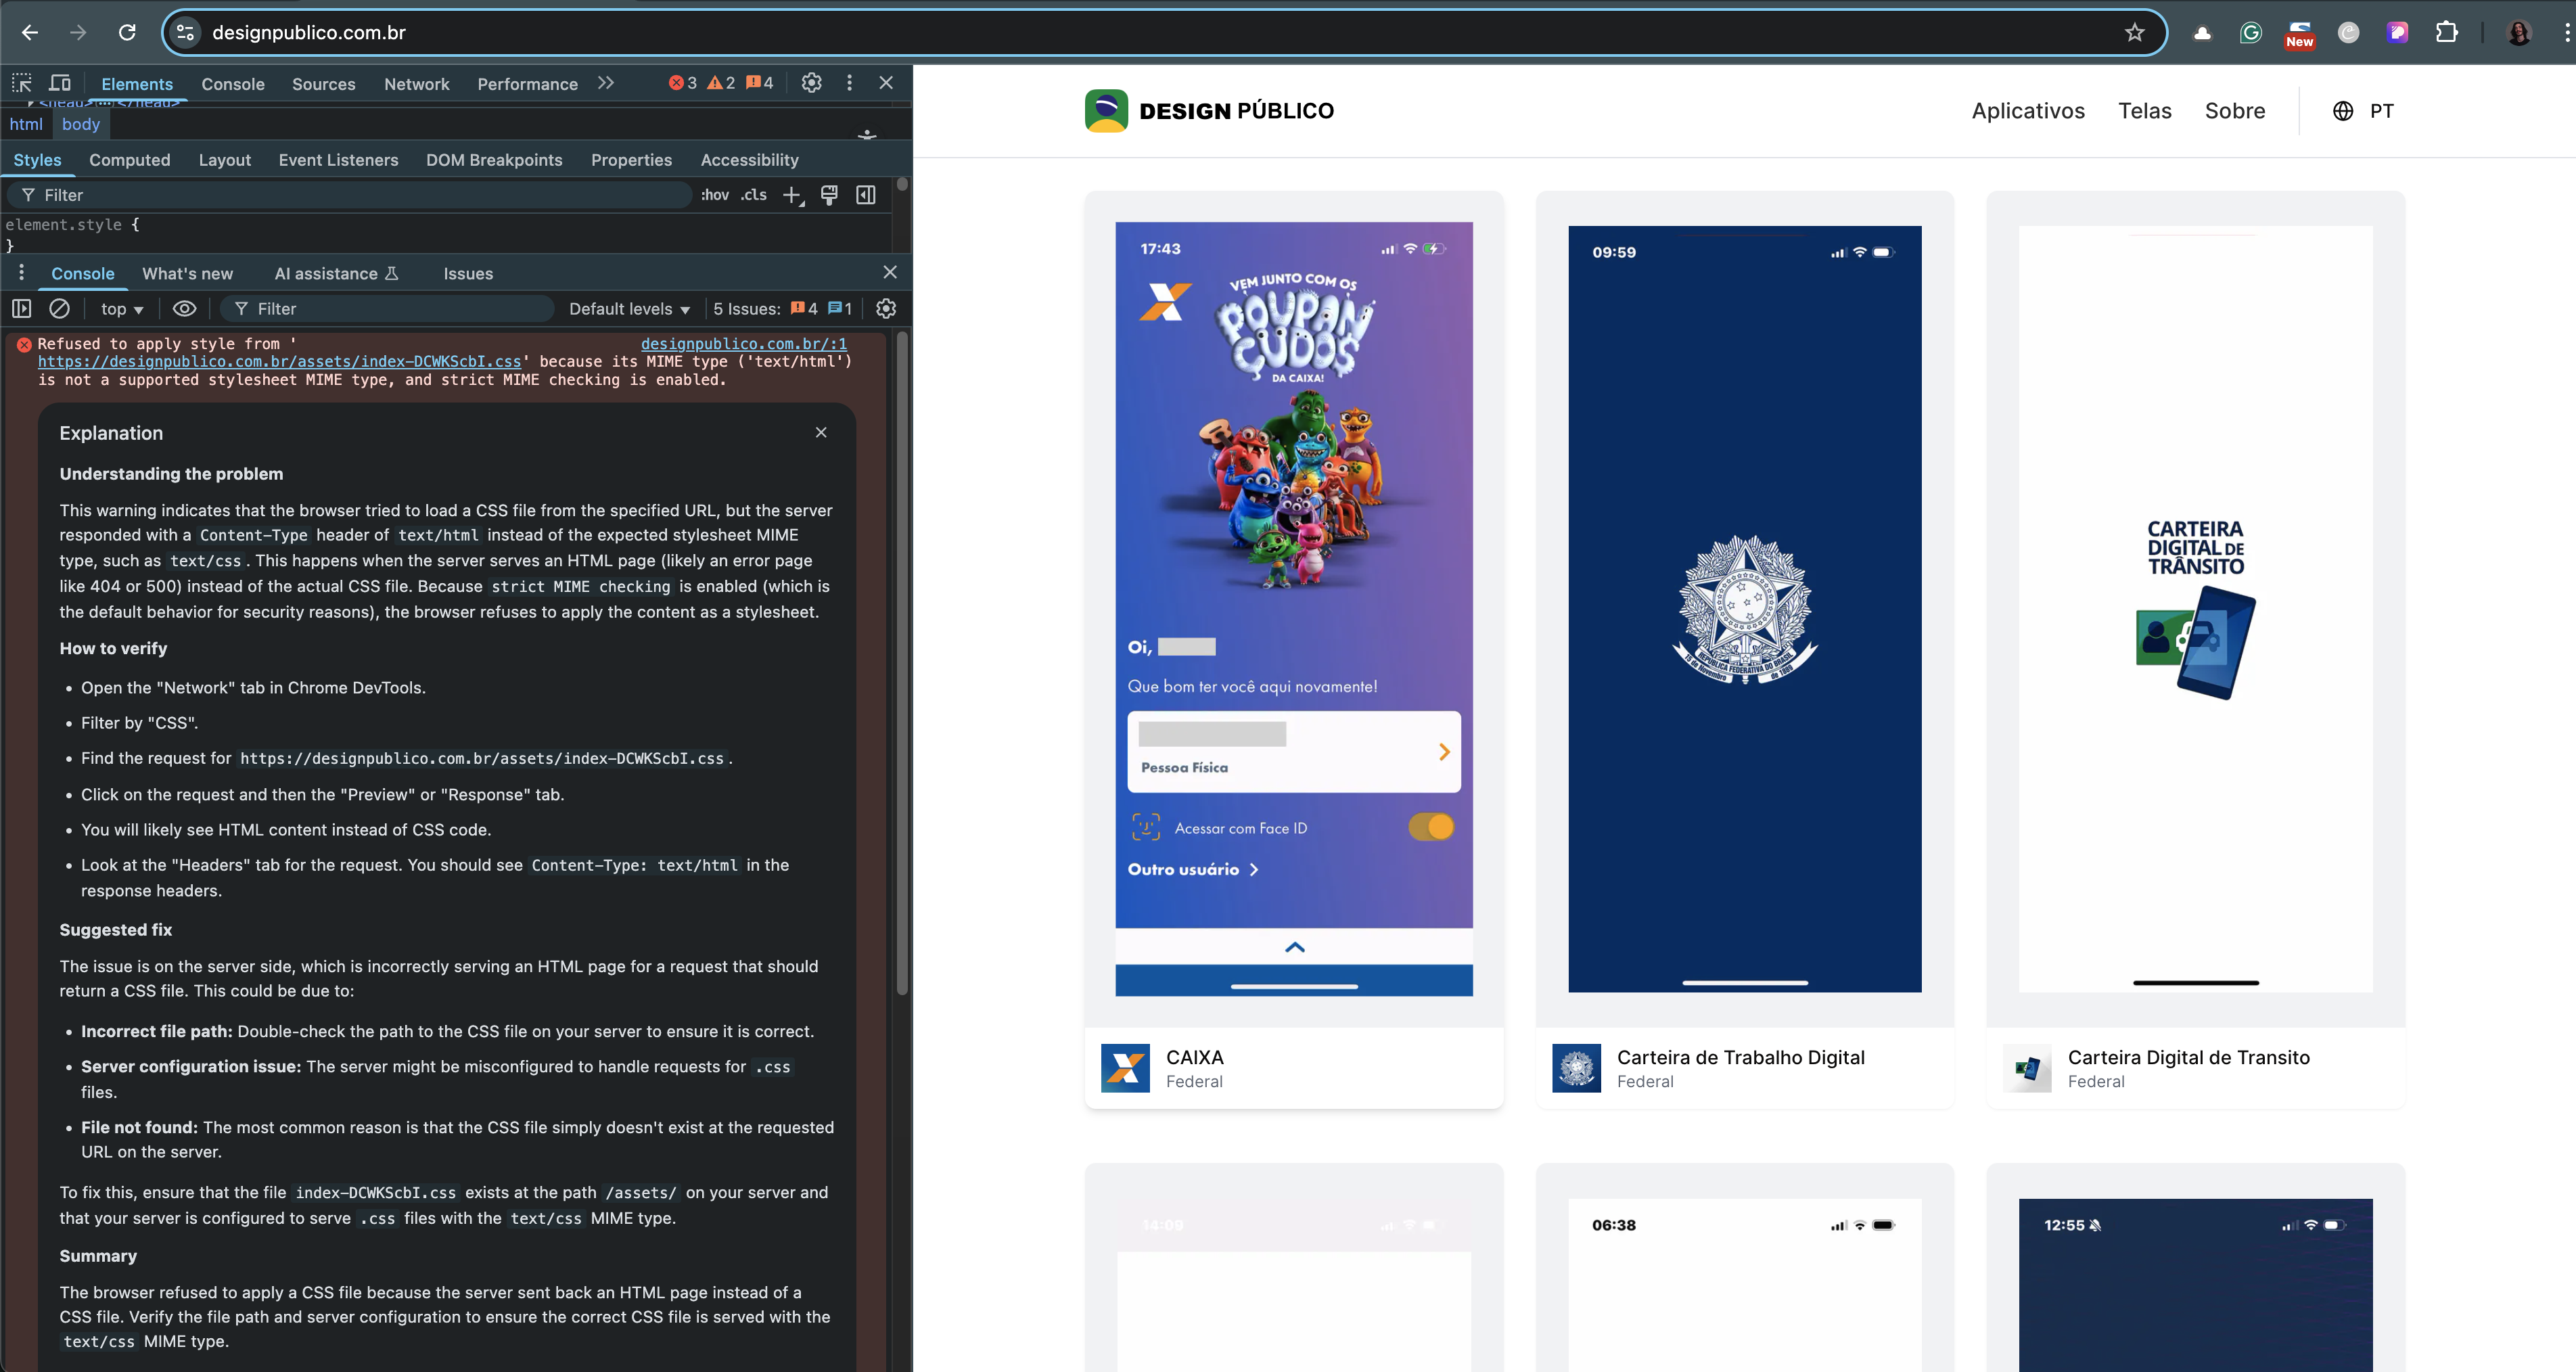 designpublico.com.br
New
Elements Console Sources Network Performance 3 2 4
<head> </head>
html body
Styles Computed Layout Event Listeners DOM Breakpoints Properties Accessibility
Filter :hov .cls
element.style {
}
Console What's new AI assistance Issues
top Filter Default levels 5 Issues: 4 1
Refused to apply style from ' designpublico.com.br/:1
https://designpublico.com.br/assets/index-DCWKScbI.css' because its MIME type ('text/html')
is not a supported stylesheet MIME type, and strict MIME checking is enabled.
Explanation
Understanding the problem
This warning indicates that the browser tried to load a CSS file from the specified URL, but the server
responded with a Content-Type header of text/html instead of the expected stylesheet MIME
type, such as text/css. This happens when the server serves an HTML page (likely an error page
like 404 or 500) instead of the actual CSS file. Because strict MIME checking is enabled (which is
the default behavior for security reasons), the browser refuses to apply the content as a stylesheet.
How to verify
• Open the "Network" tab in Chrome DevTools.
• Filter by "CSS".
• Find the request for https://designpublico.com.br/assets/index-DCWKScbI.css.
• Click on the request and then the "Preview" or "Response" tab.
• You will likely see HTML content instead of CSS code.
• Look at the "Headers" tab for the request. You should see Content-Type: text/html in the
response headers.
Suggested fix
The issue is on the server side, which is incorrectly serving an HTML page for a request that should
return a CSS file. This could be due to:
• Incorrect file path: Double-check the path to the CSS file on your server to ensure it is correct.
• Server configuration issue: The server might be misconfigured to handle requests for .css
files.
• File not found: The most common reason is that the CSS file simply doesn't exist at the requested
URL on the server.
To fix this, ensure that the file index-DCWKScbI.css exists at the path /assets/ on your server and
that your server is configured to serve .css files with the text/css MIME type.
Summary
The browser refused to apply a CSS file because the server sent back an HTML page instead of a
CSS file. Verify the file path and server configuration to ensure the correct CSS file is served with the
text/css MIME type.
DESIGN PÚBLICO
Aplicativos Telas Sobre PT
17:43
VEM JUNTO COM OS
POUPAN
ÇUDOS
DA CAIXA!
Oi,
Que bom ter você aqui novamente!
Pessoa Física
Acessar com Face ID
Outro usuário
CAIXA
Federal
09:59
REPÚBLICA FEDERATIVA DO BRASIL
15 de Novembro de 1889
Carteira de Trabalho Digital
Federal
CARTEIRA
DIGITAL DE
TRÂNSITO
Carteira Digital de Transito
Federal
14:09
06:38
12:55